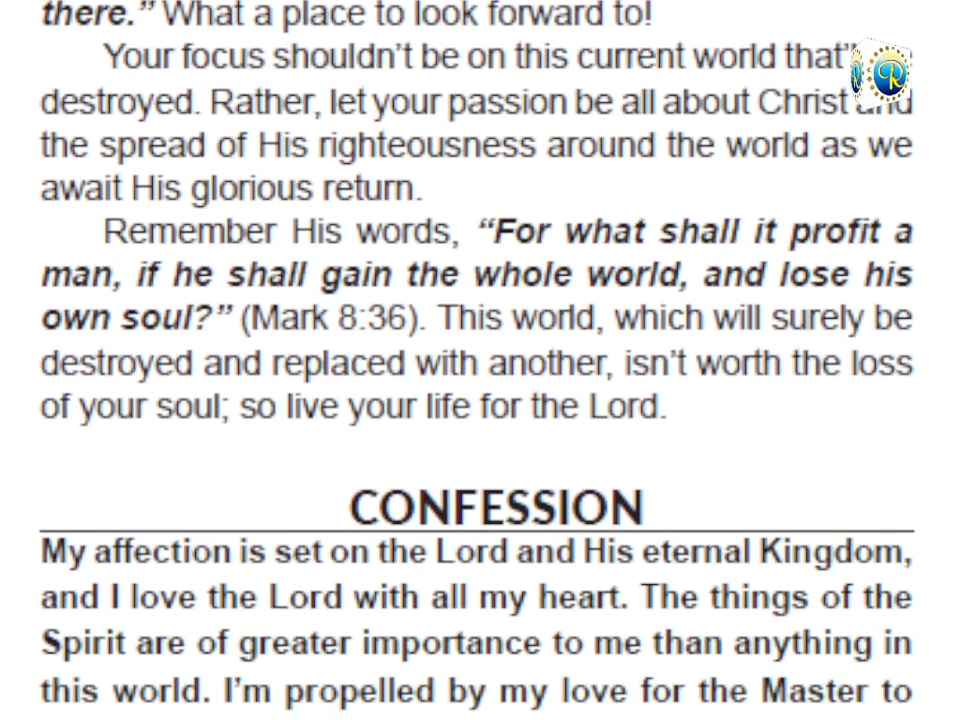 there.” What a place to look forward to!
Your focus shouldn’t be on this current world
destroyed. Rather, let your passion be all about Christ and
the spread of His righteousness around the world as we
await His glorious return.
Remember His words, “For what shall it profit a
man, if he shall gain the whole world, and lose his
own soul?” (Mark 8:36). This world, which will surely be
destroyed and replaced with another, isn’t worth the loss
of your soul; so live your life for the Lord.
CONFESSION
My affection is set on the Lord and His eternal Kingdom,
and I love the Lord with all my heart. The things of the
Spirit are of greater importance to me than anything in
this world. I’m propelled by my love for the Master to